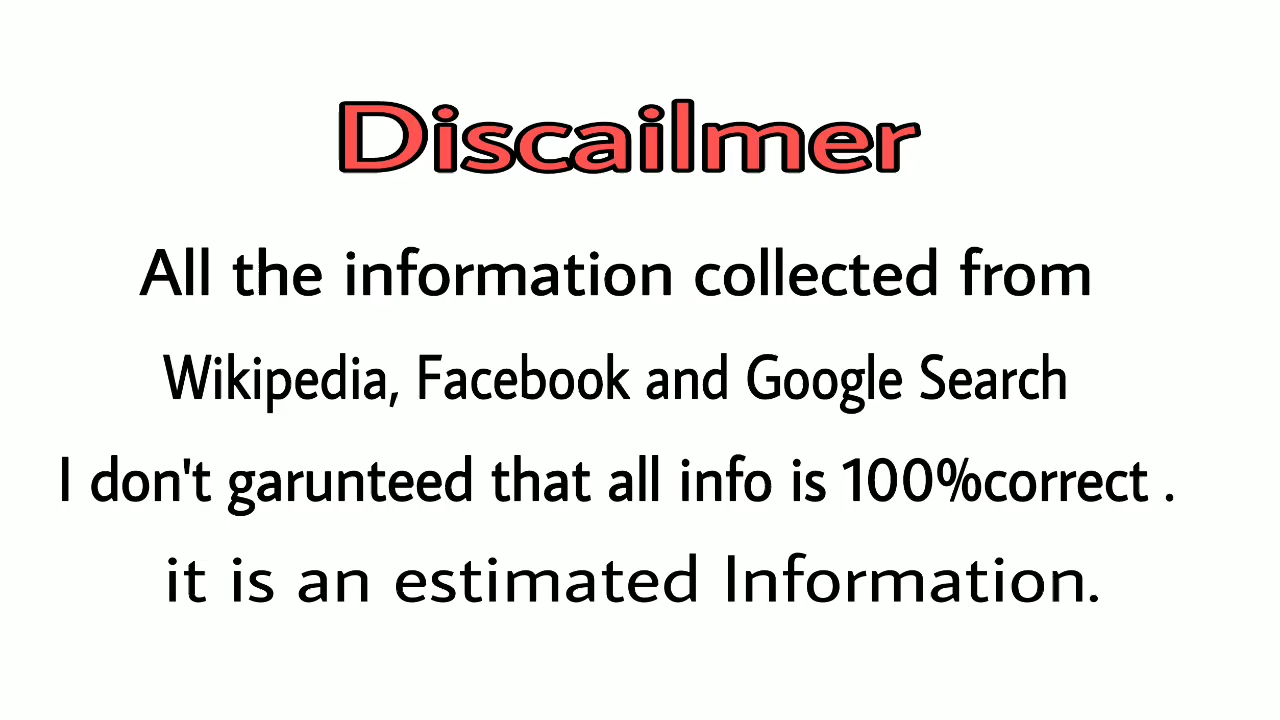 Discailmer
All the information collected from
Wikipedia, Facebook and Google Search
I don't garunteed that all info is 100%correct .
it is an estimated Information.